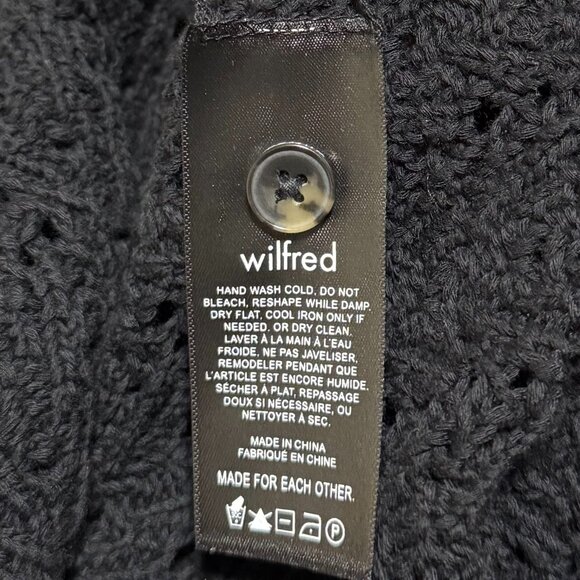 wilfred
HAND WASH COLD, DO NOT
BLEACH, RESHAPE WHILE DAMP.
DRY FLAT, COOL IRON ONLY IF
NEEDED. OR DRY CLEAN.
LAVER À LA MAIN À L'EAU
FROIDE, NE PAS JAVELISER,
REMODELER PENDANT QUE
L'ARTICLE EST ENCORE HUMIDE.
SÉCHER À PLAT, REPASSAGE
DOUX SI NÉCESSAIRE, OU
NETTOYER À SEC.
MADE IN CHINA
FABRIQUÉ EN CHINE
MADE FOR EACH OTHER.
P